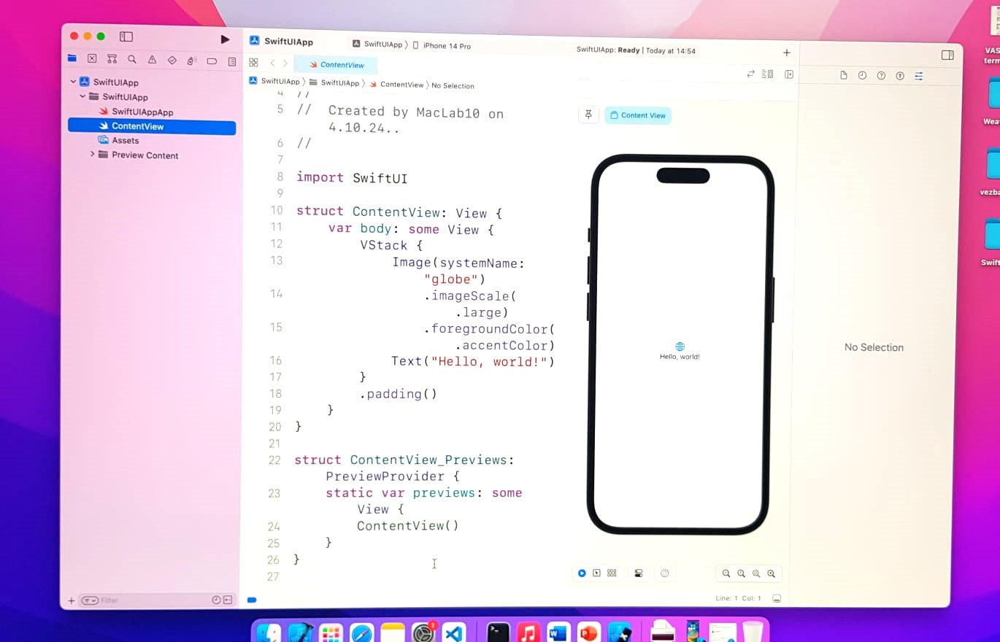 SwiftUIApp
SwiftUIApp
iPhone 14 Pro
SwiftUIApp: Ready | Today at 14:54
ContentView
SwiftUIApp
SwiftUIApp
ContentView
No Selection
SwiftUIApp
SwiftUIApp
SwiftUIAppApp
ContentView
Assets
Preview Content
4 //
5 // Created by MacLab10 on
4.10.24..
6 //
7
8 import SwiftUI
9
10 struct ContentView: View {
11 var body: some View {
12 VStack {
13 Image(systemName:
"globe")
14 .imageScale(
.large)
15 .foregroundColor(
.accentColor)
16 Text("Hello, world!")
17 }
18 .padding()
19 }
20 }
21
22 struct ContentView_Previews:
PreviewProvider {
23 static var previews: some
View {
24 ContentView()
25 }
26 }
27
Content View
Hello, world!
No Selection
Filter
Line: 1 Col: 1
VAS
term
Wea
vezba
Swift
2